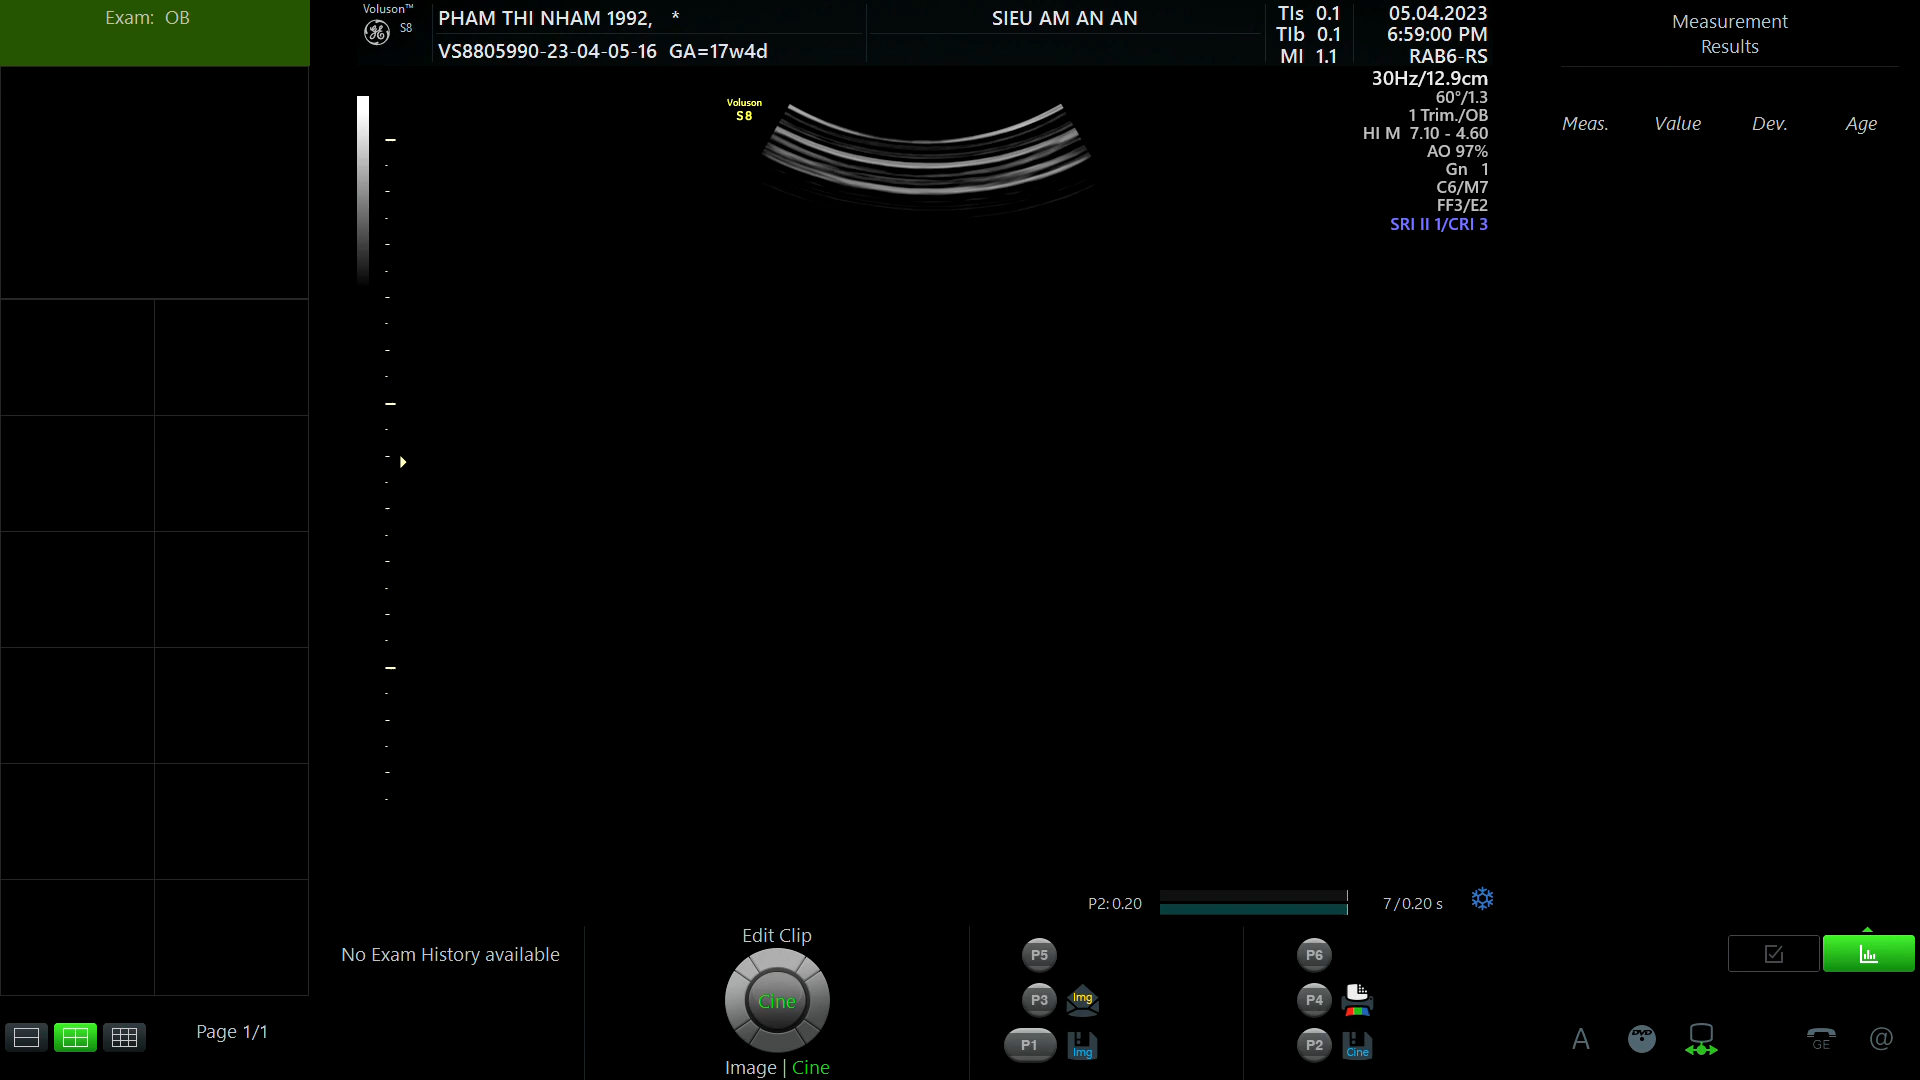 Exam: OB
Voluson™
S8
PHAM THI NHAM 1992, *
VS8805990-23-04-05-16 GA=17w4d
SIEU AM AN AN
TIs 0.1
TIb 0.1
MI 1.1
05.04.2023
6:59:00 PM
RAB6-RS
30Hz/12.9cm
60°/1.3
1 Trim./OB
HI M 7.10 - 4.60
AO 97%
Gn 1
C6/M7
FF3/E2
SRI II 1/CRI 3
Voluson
S8
Measurement
Results
Meas. Value Dev. Age
P2: 0.20
7/0.20 s
No Exam History available
Edit Clip
Cine
Image | Cine
P5
P3 Img
P1 Img
P6
P4
P2 Cine
Page 1/1
A
DVD
GE
@